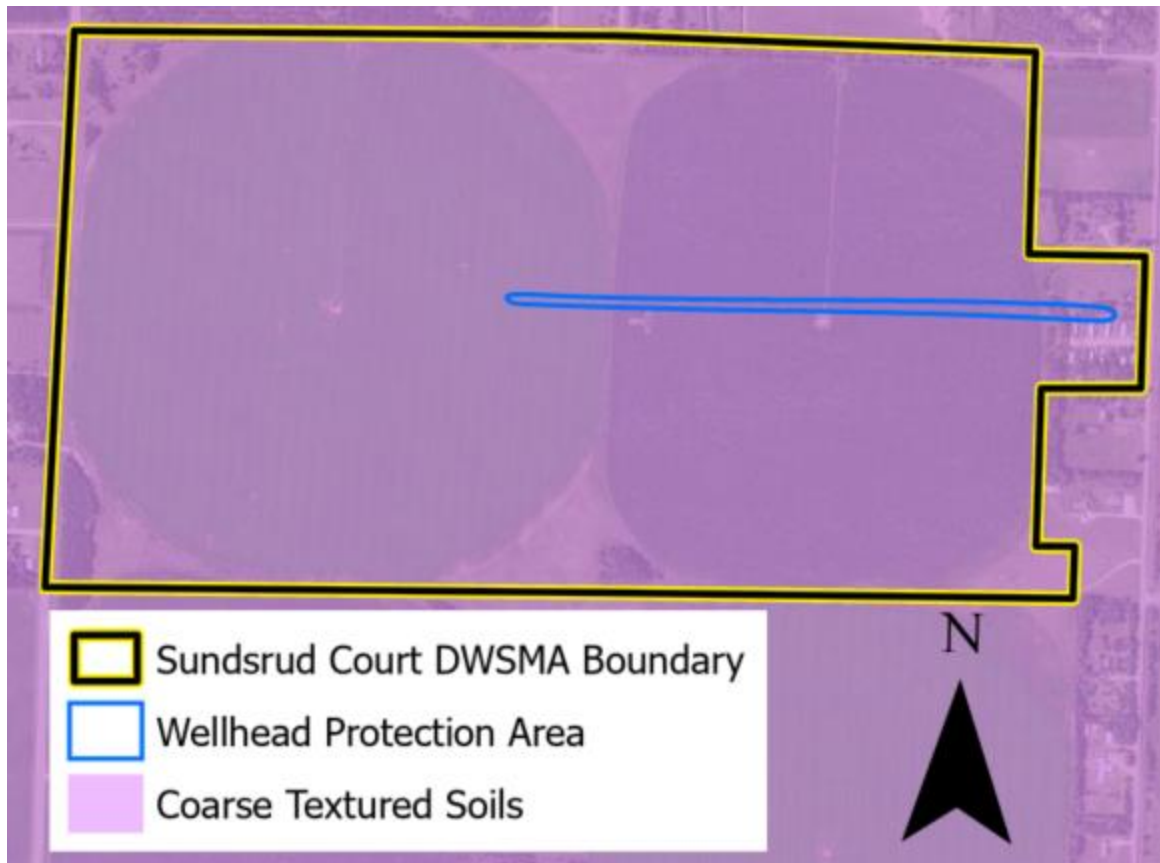 N
Sundsrud Court DWSMA Boundary
Wellhead Protection Area
Coarse Textured Soils